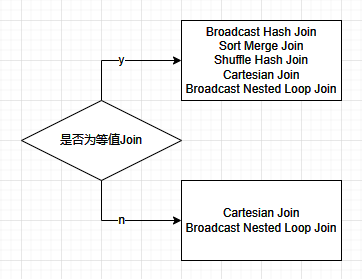 Broadcast Hash Join
Sort Merge Join
Shuffle Hash Join
Cartesian Join
Broadcast Nested Loop Join
y
是否为等值Join
n
Cartesian Join
Broadcast Nested Loop Join